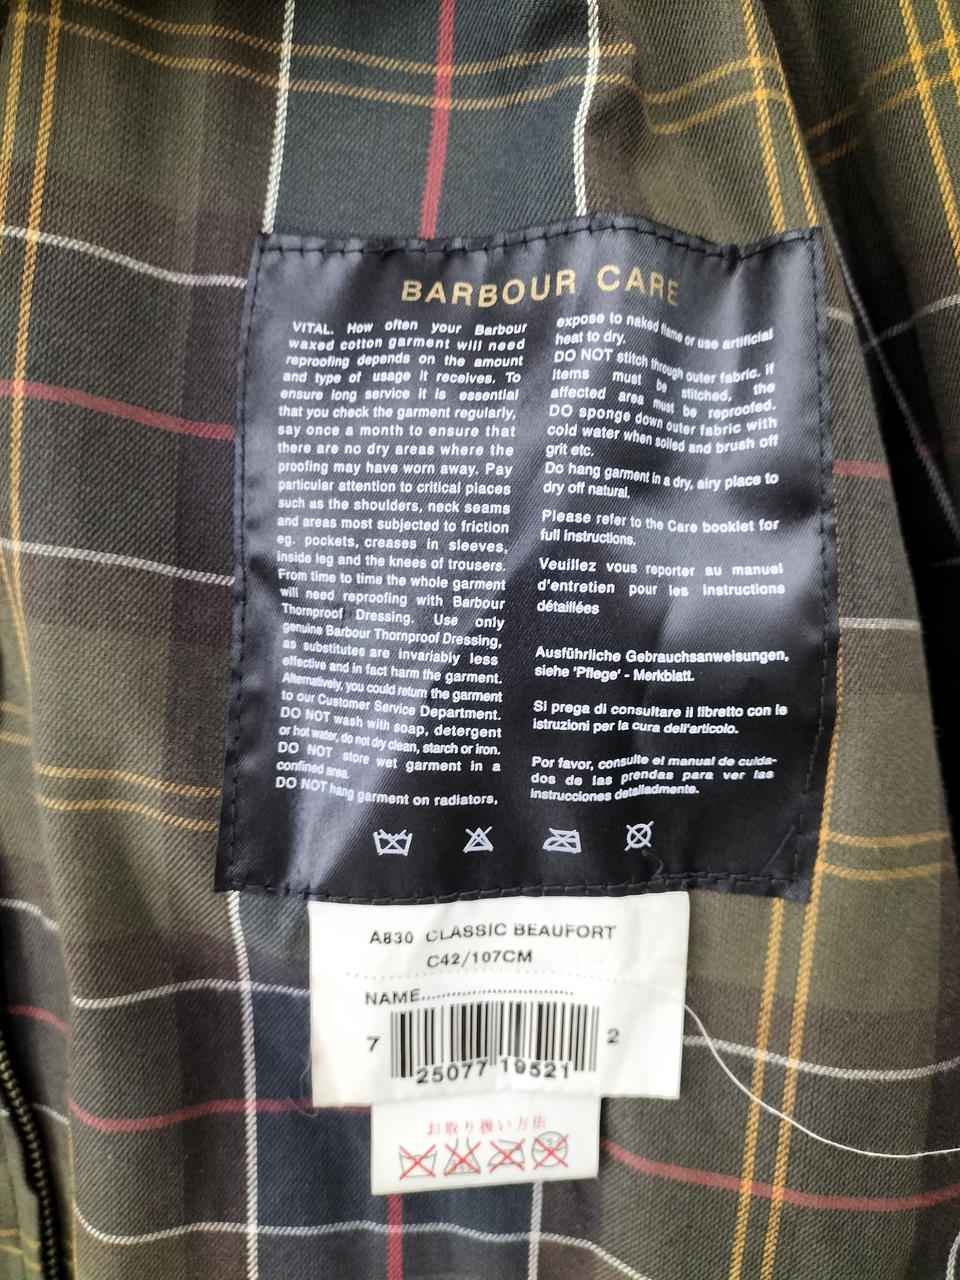 BARBOUR CARE
VITAL. How often your Barbour
waxed cotton garment will need
reproofing depends on the amount
and type of usage it receives. To
ensure long service it is essential
that you check the garment regularly,
say once a month to ensure that
there are no dry areas where the
proofing may have worn away. Pay
particular attention to critical places
such as the shoulders, neck seams
and areas most subjected to friction
eg. pockets, creases in sleeves,
inside leg and the knees of trousers.
From time to time the whole garment
will need reproofing with Barbour
Thornproof Dressing. Use only
genuine Barbour Thornproof Dressing,
as substitutes are invariably less
effective and in fact harm the garment.
Alternatively, you could return the garment
to our Customer Service Department.
DO NOT wash with soap, detergent
or hot water, do not dry clean, starch or iron.
DO NOT store wet garment in a
confined area.
DO NOT hang garment on radiators,
expose to naked flame or use artificial
heat to dry.
DO NOT stitch through outer fabric. If
items must be stitched, the
affected area must be reproofed.
DO sponge down outer fabric with
cold water when soiled and brush off
grit etc.
Do hang garment in a dry, airy place to
dry off natural.
Please refer to the Care booklet for
full instructions.
Veuillez vous reporter au manuel
d'entretien pour les instructions
détaillées
Ausführliche Gebrauchsanweisungen,
siehe 'Pflege' - Merkblatt.
Si prega di consultare il libretto con le
istruzioni per la cura dell'articolo.
Por favor, consulte el manual de cuida-
dos de las prendas para ver las
instrucciones detalladmente.
A830 CLASSIC BEAUFORT
C42/107CM
NAME.................................
7 25077 19521 2
お取り扱い方法